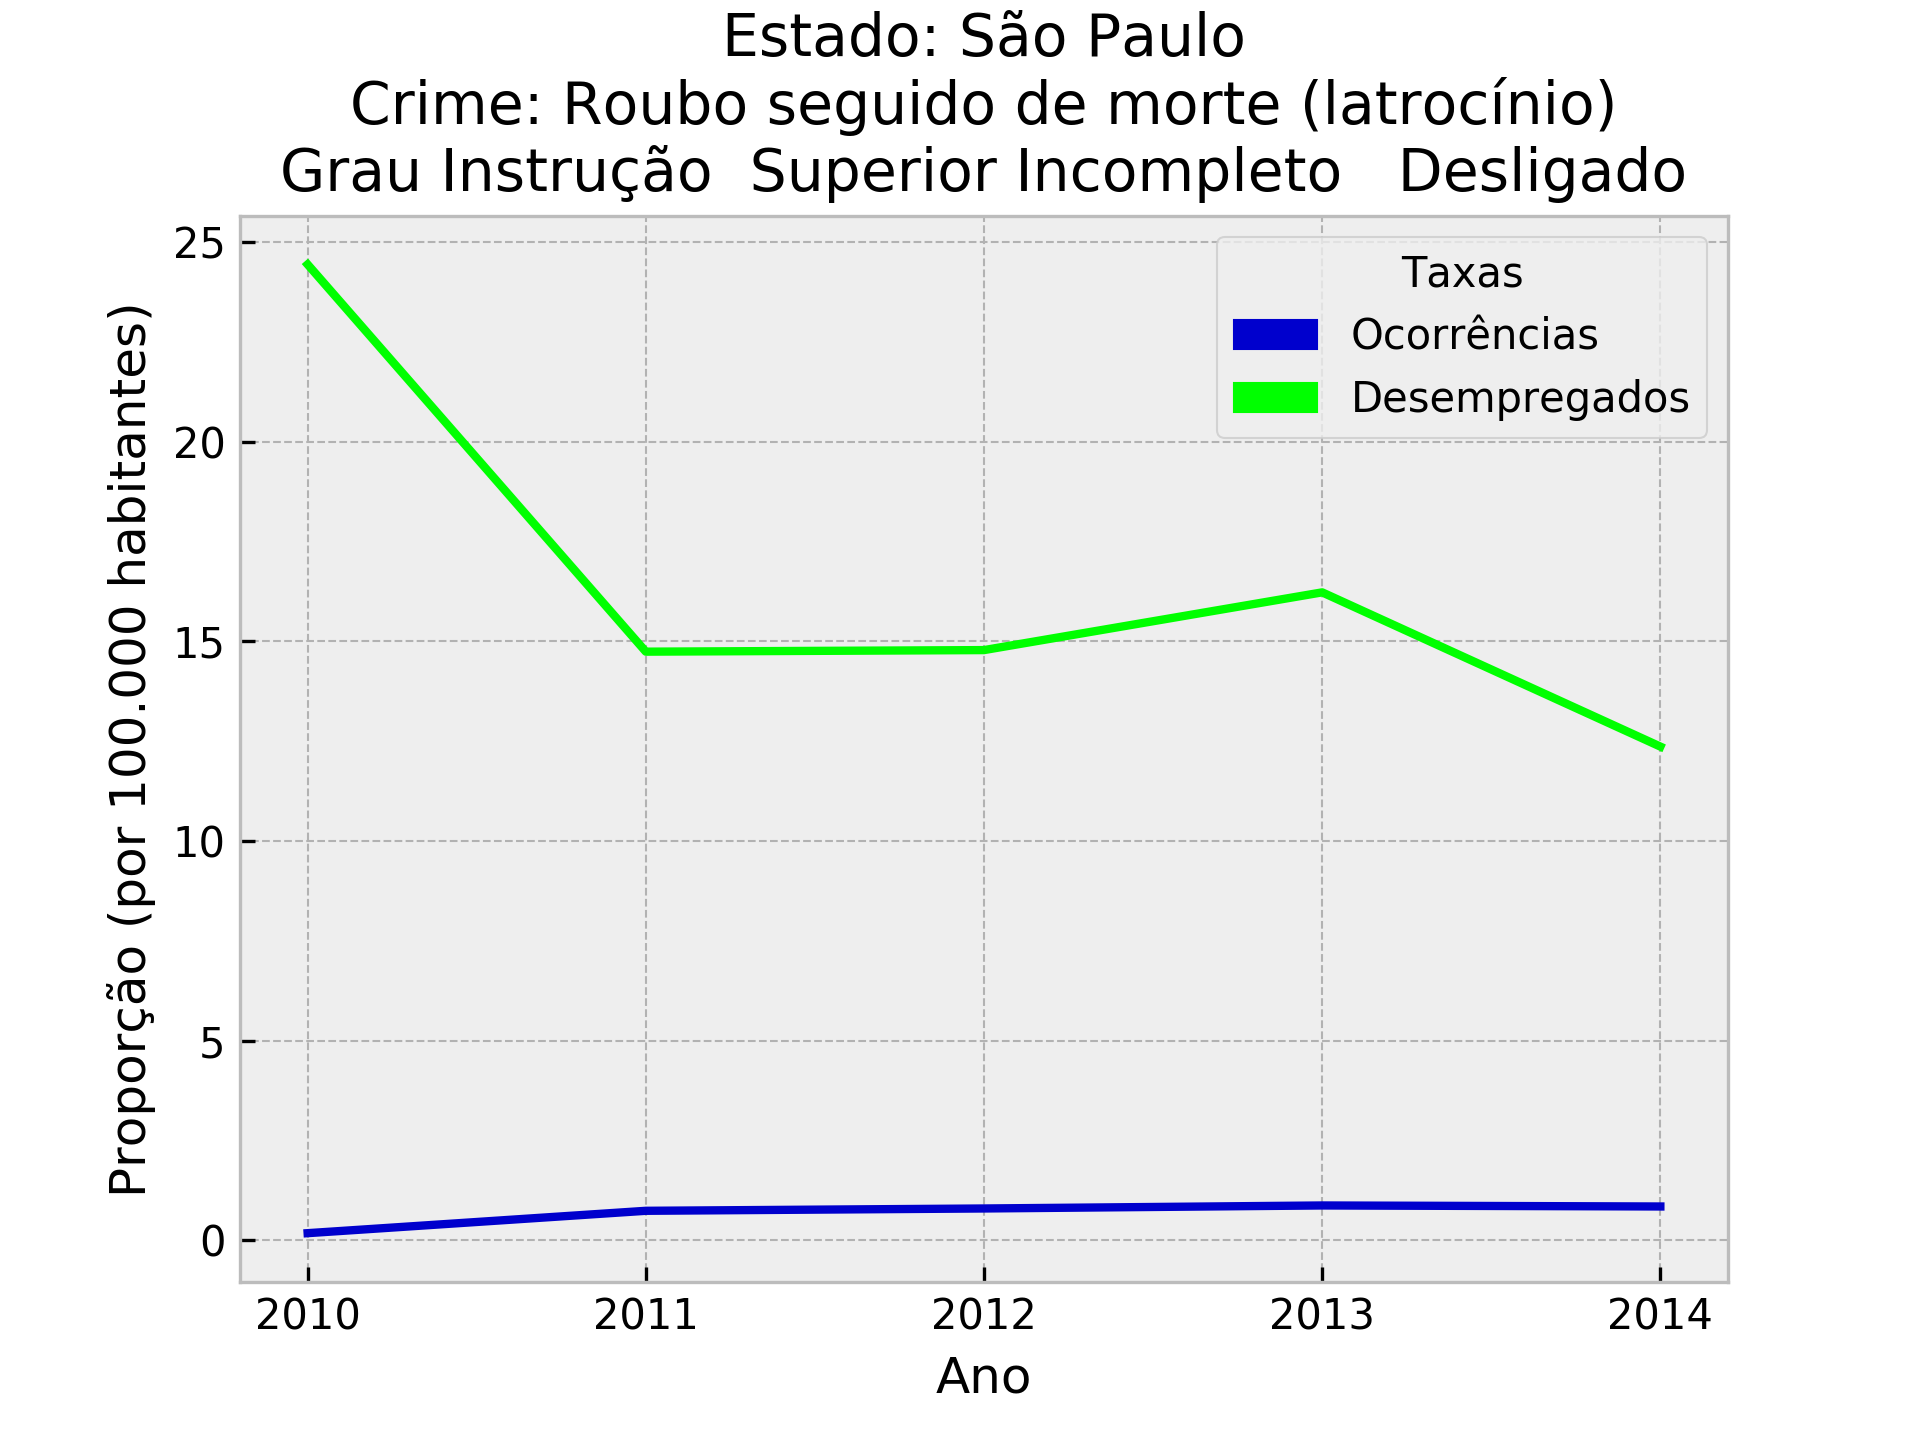 Estado: São Paulo
Crime: Roubo seguido de morte (latrocínio)
Grau Instrução  Superior Incompleto   Desligado
Proporção (por 100.000 habitantes)
25
20
15
10
5
0
Taxas
Ocorrências
Desempregados
2010 2011 2012 2013 2014
Ano